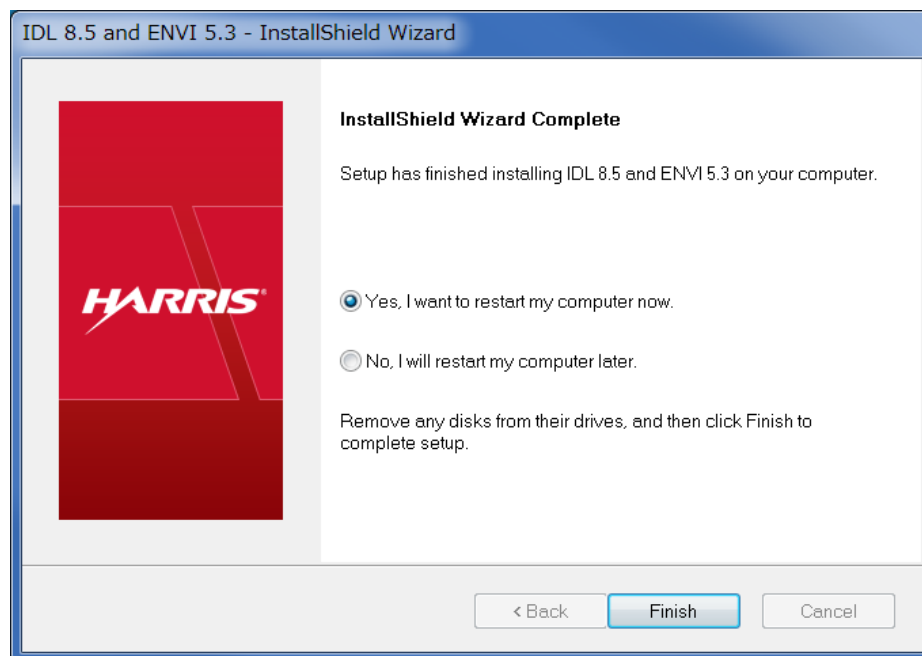 IDL 8.5 and ENVI 5.3 - InstallShield Wizard
InstallShield Wizard Complete
Setup has finished installing IDL 8.5 and ENVI 5.3 on your computer.
HARRIS®
Yes, I want to restart my computer now.
No, I will restart my computer later.
Remove any disks from their drives, and then click Finish to
complete setup.
< Back
Finish
Cancel